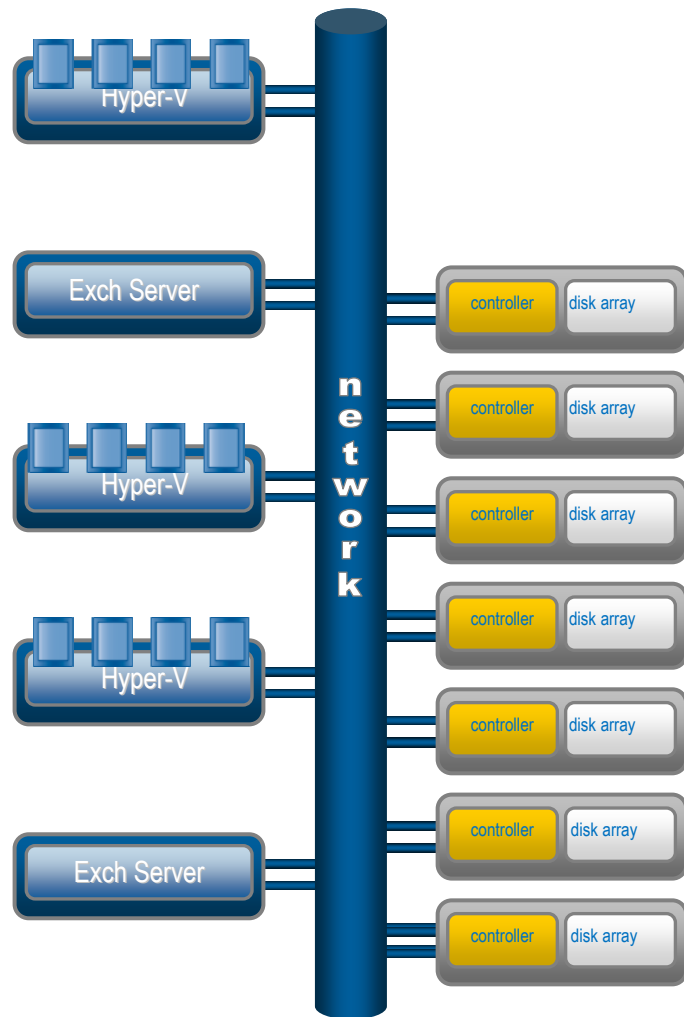 Hyper-V
Exch Server
Hyper-V
Hyper-V
Exch Server
network
controller disk array
controller disk array
controller disk array
controller disk array
controller disk array
controller disk array
controller disk array